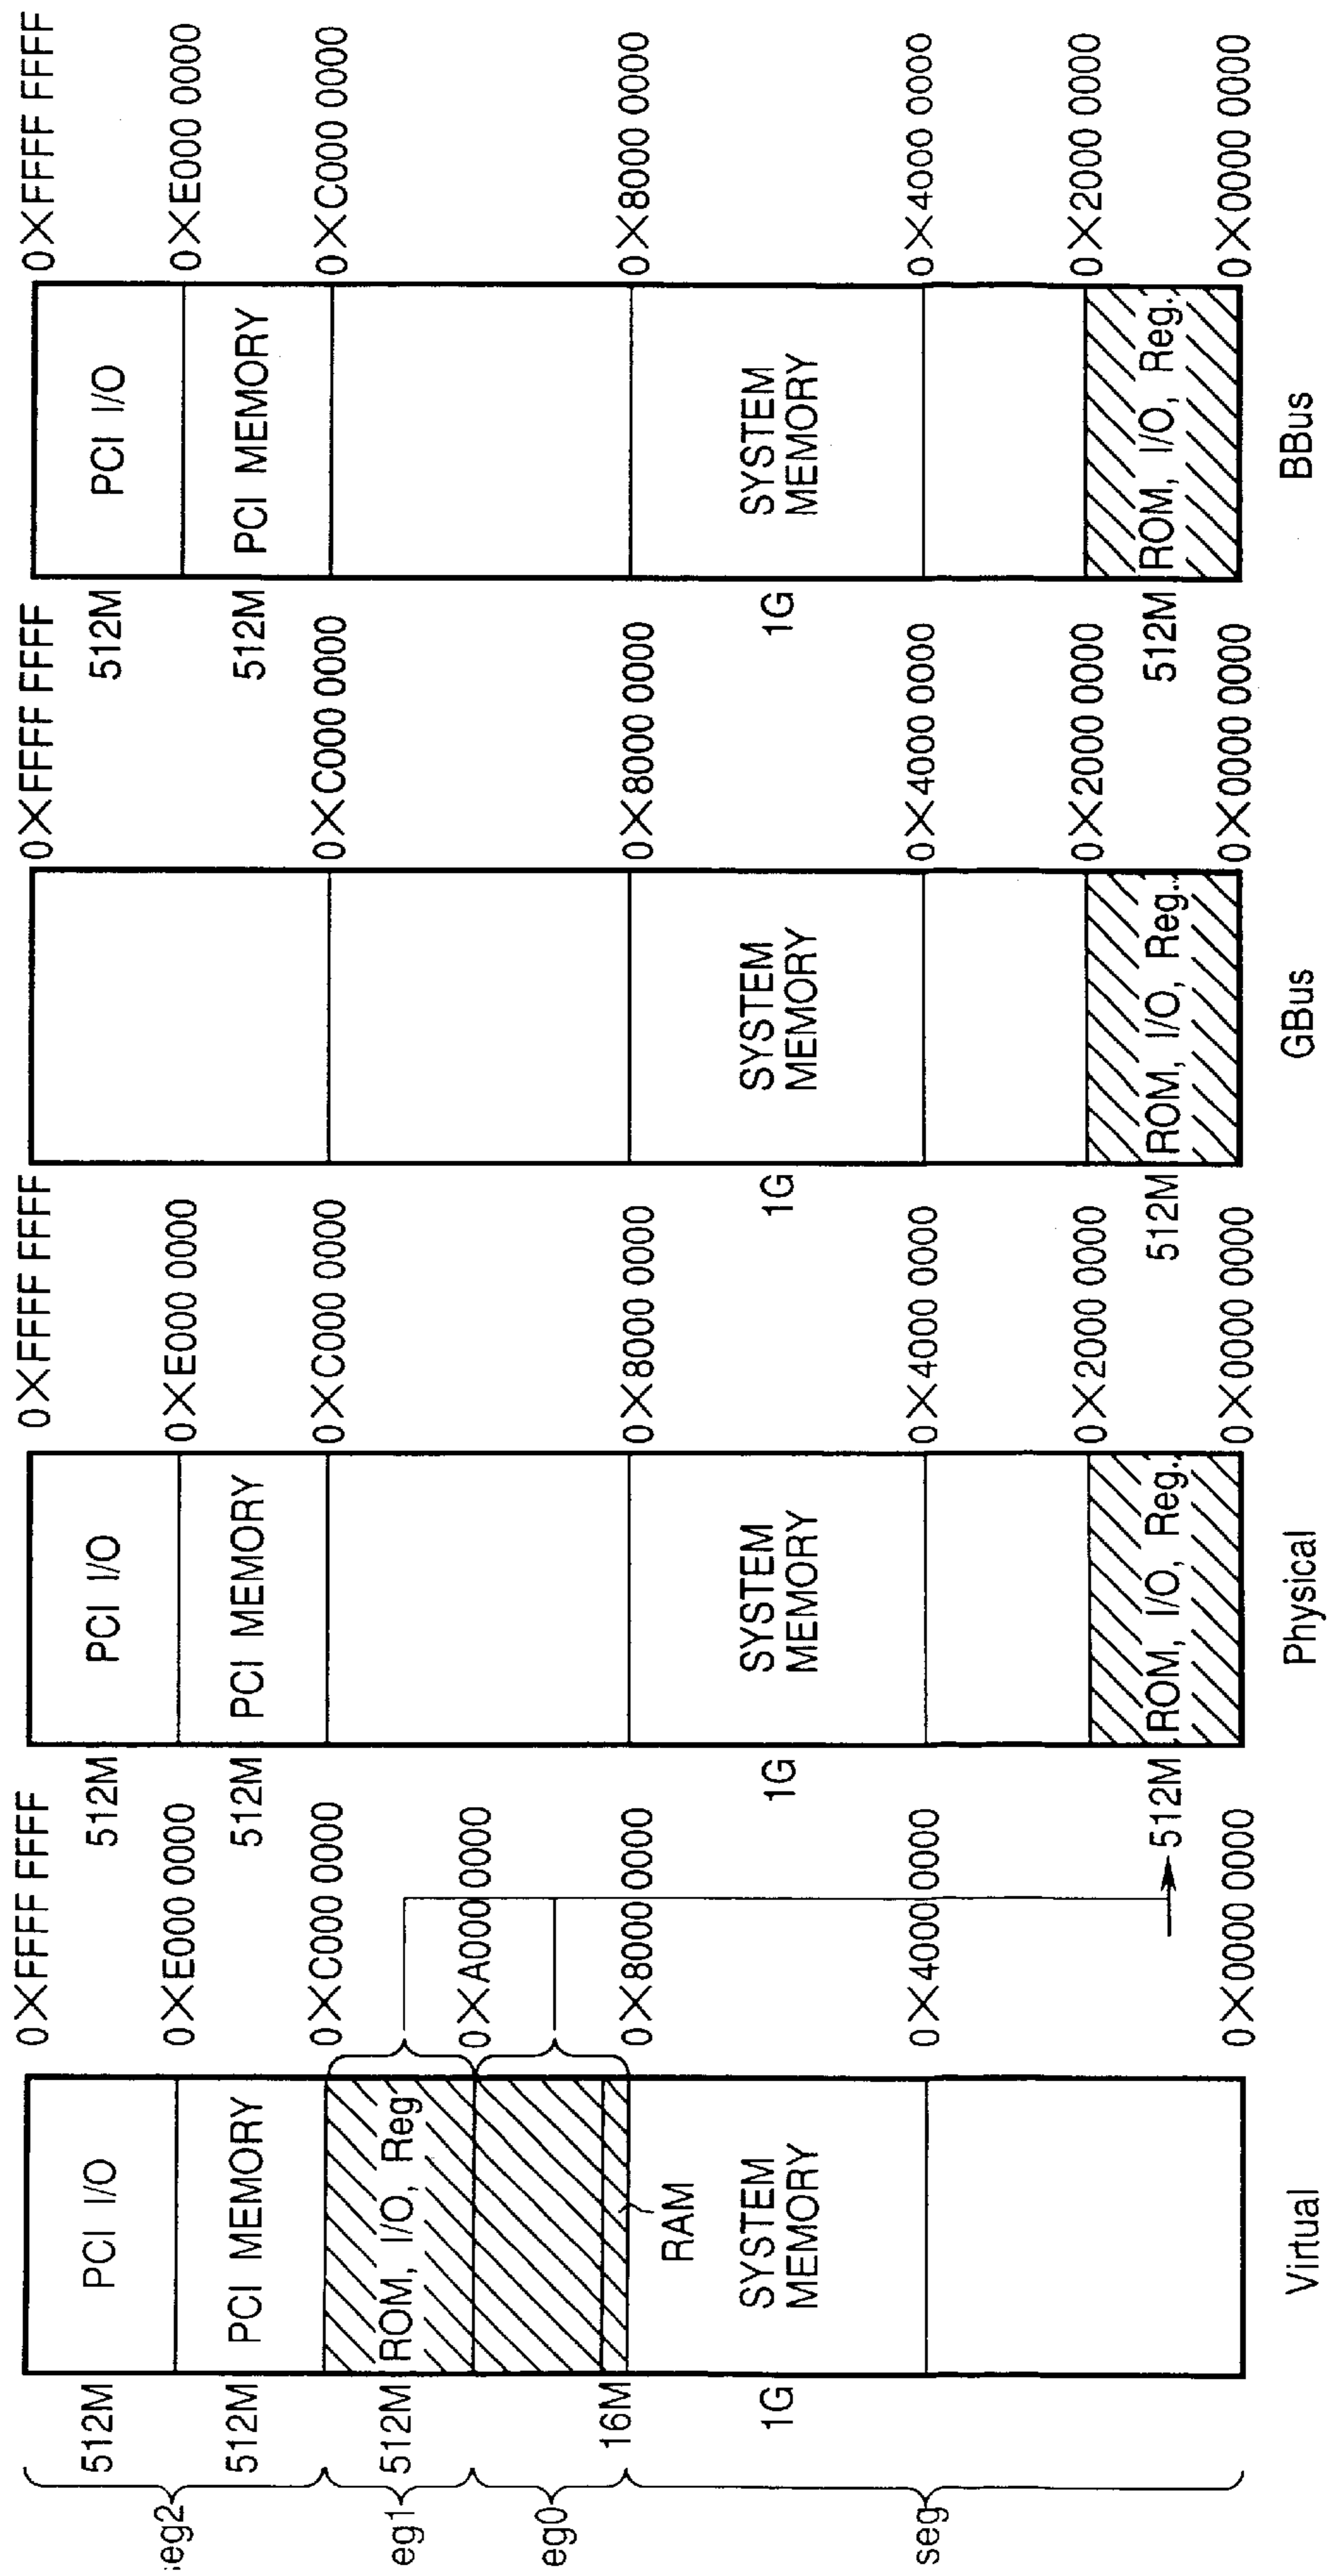 seg2
eg1
eg0
seg
512M
512M
512M
16M
1G
PCI I/O
PCI MEMORY
ROM, I/O, Reg
RAM
SYSTEM
MEMORY
Virtual
0×FFFF FFFF
0×E000 0000
0×C000 0000
0×A000 0000
0×8000 0000
0×4000 0000
0×0000 0000
512M
512M
1G
512M
PCI I/O
PCI MEMORY
SYSTEM
MEMORY
ROM, I/O, Reg.
Physical
0×FFFF FFFF
0×E000 0000
0×C000 0000
0×8000 0000
0×4000 0000
0×2000 0000
0×0000 0000
1G
512M
SYSTEM
MEMORY
ROM, I/O, Reg.
GBus
0×FFFF FFFF
0×C000 0000
0×8000 0000
0×4000 0000
0×2000 0000
0×0000 0000
512M
512M
1G
512M
PCI I/O
PCI MEMORY
SYSTEM
MEMORY
ROM, I/O, Reg.
BBus
0×FFFF FFFF
0×E000 0000
0×C000 0000
0×8000 0000
0×4000 0000
0×2000 0000
0×0000 0000